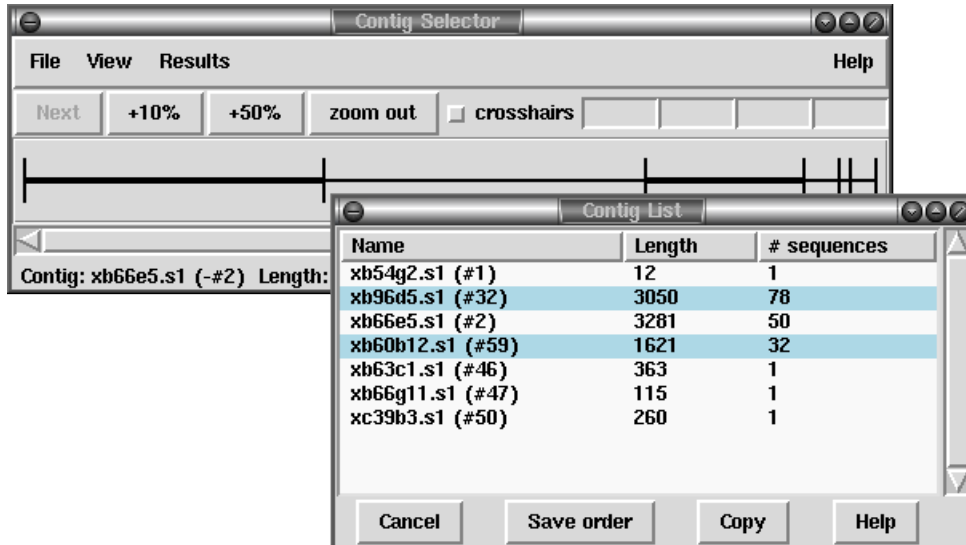 Contig Selector
File View Results Help
Next +10% +50% zoom out crosshairs
Contig: xb66e5.s1 (-#2) Length:
Contig List
Name Length # sequences
xb54g2.s1 (#1) 12 1
xb96d5.s1 (#32) 3050 78
xb66e5.s1 (#2) 3281 50
xb60b12.s1 (#59) 1621 32
xb63c1.s1 (#46) 363 1
xb66g11.s1 (#47) 115 1
xc39b3.s1 (#50) 260 1
Cancel Save order Copy Help